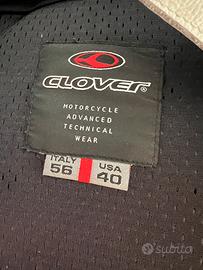 CLOVER
MOTORCYCLE
ADVANCED
TECHNICAL
WEAR
ITALY USA
56 40
subito